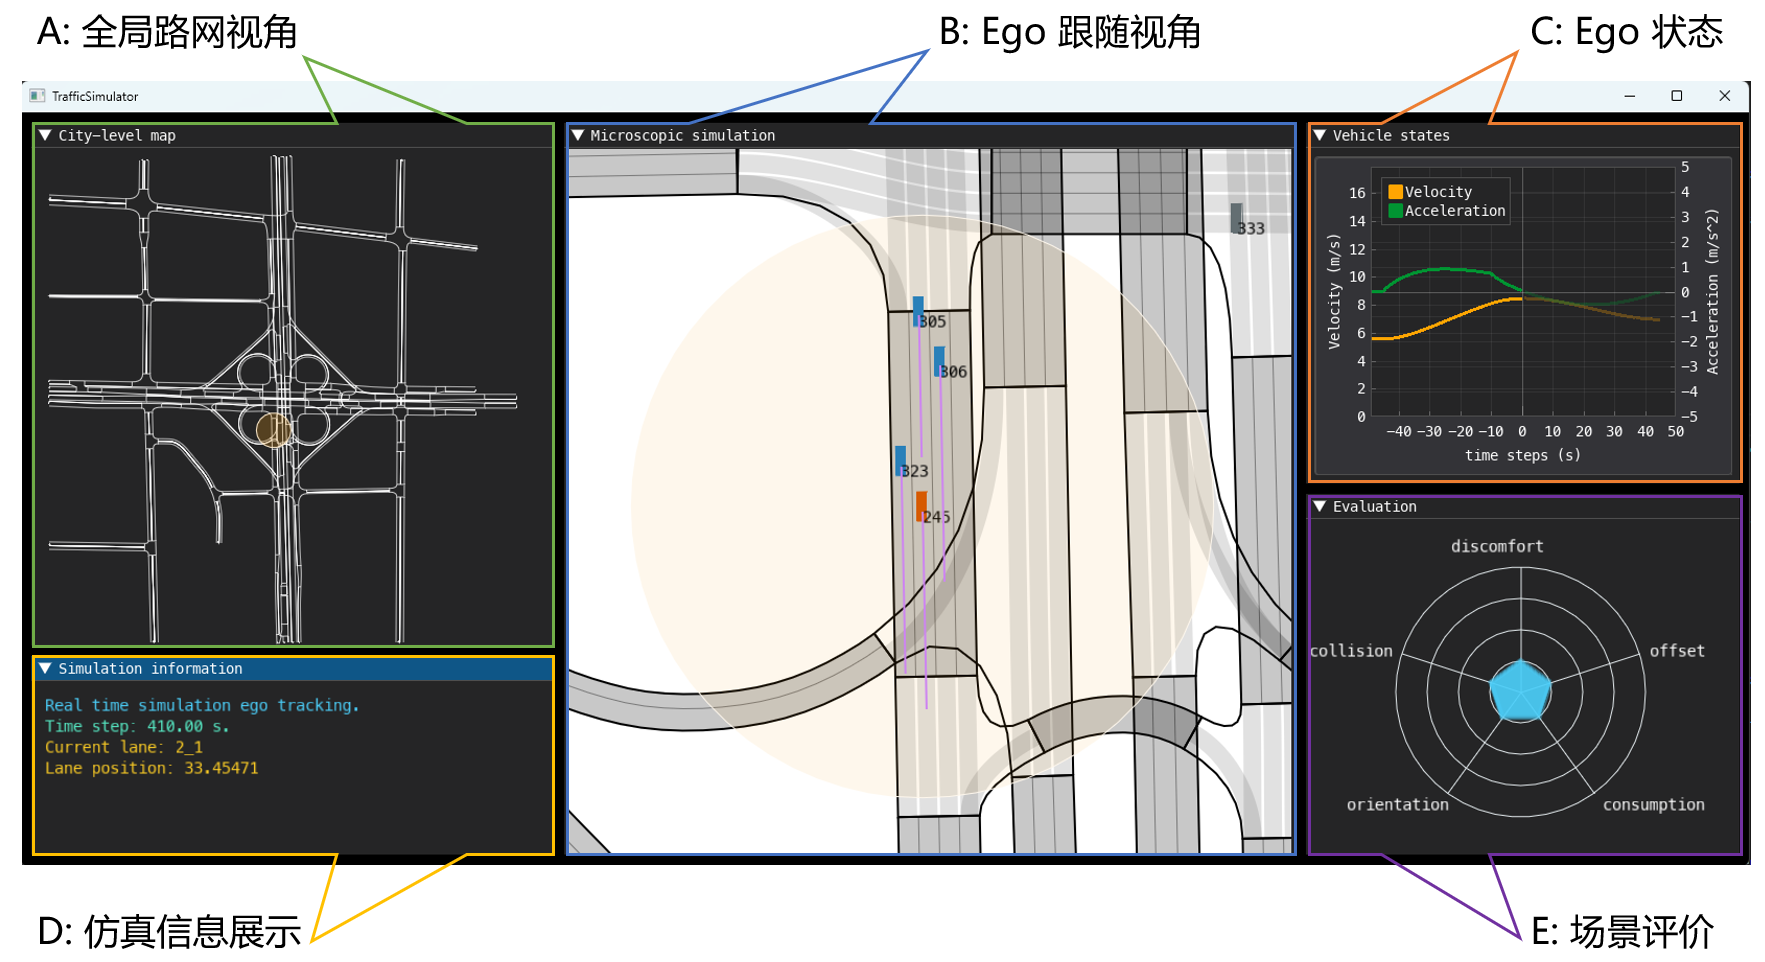 A: 全局路网视角
B: Ego 跟随视角
C: Ego 状态
TrafficSimulator
City-level map
Microscopic simulation
333
305
306
323
245
Vehicle states
Velocity
Acceleration
16
14
12
10
8
6
4
2
0
Velocity (m/s)
5
4
3
2
1
0
-1
-2
-3
-4
-5
Acceleration (m/s^2)
-40 -30 -20 -10 0 10 20 30 40 50
time steps (s)
Simulation information
Real time simulation ego tracking.
Time step: 410.00 s.
Current lane: 2_1
Lane position: 33.45471
Evaluation
discomfort
collision
offset
orientation
consumption
D: 仿真信息展示
E: 场景评价